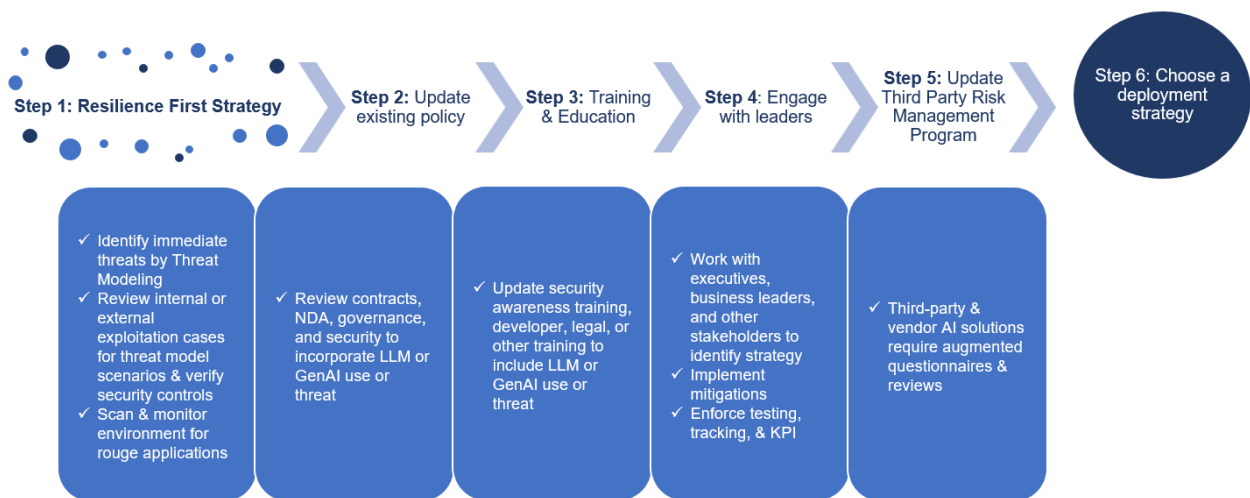 Step 1: Resilience First Strategy
Step 2: Update
existing policy
Step 3: Training
& Education
Step 4: Engage
with leaders
Step 5: Update
Third Party Risk
Management
Program
Step 6: Choose a
deployment
strategy
✓ Identify immediate
threats by Threat
Modeling
✓ Review internal or
external
exploitation cases
for threat model
scenarios & verify
security controls
✓ Scan & monitor
environment for
rouge applications
✓ Review contracts,
NDA, governance,
and security to
incorporate LLM or
GenAI use or
threat
✓ Update security
awareness training,
developer, legal, or
other training to
include LLM or
GenAI use or
threat
✓ Work with
executives,
business leaders,
and other
stakeholders to
identify strategy
✓ Implement
mitigations
✓ Enforce testing,
tracking, & KPI
✓ Third-party &
vendor AI solutions
require augmented
questionnaires &
reviews